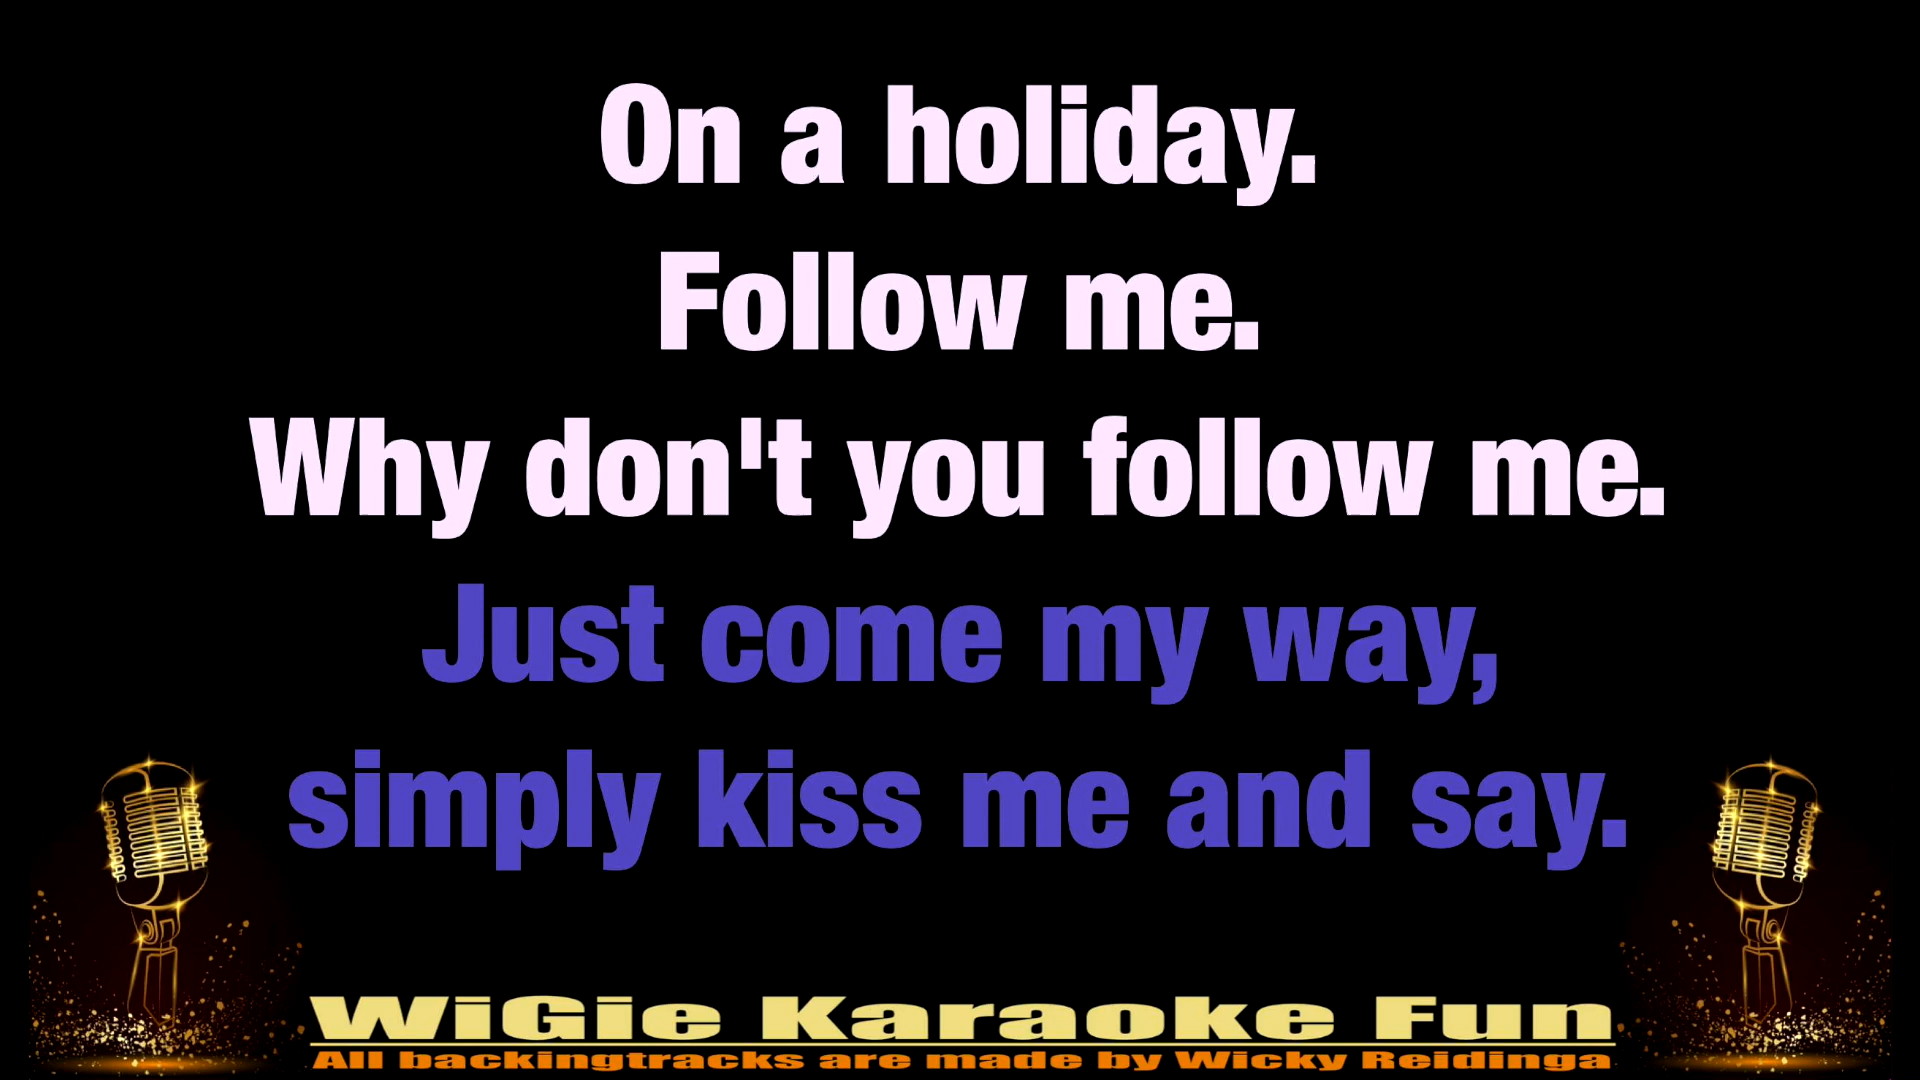 On a holiday.
Follow me.
Why don't you follow me.
Just come my way,
simply kiss me and say.
WiGie Karaoke Fun
All backingtracks are made by Wicky Reidinga